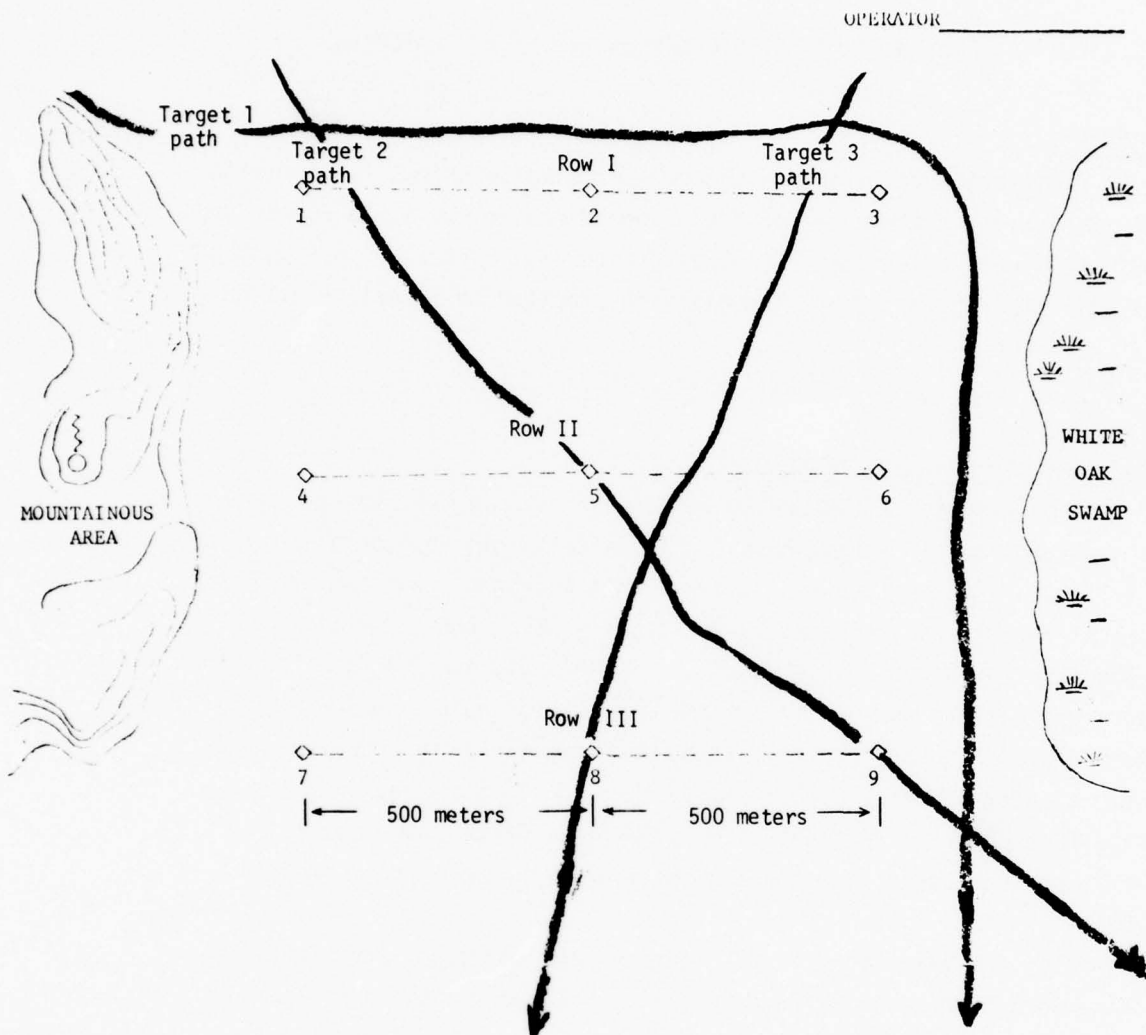 OPERATOR
Target 1
path
Target 2
path
Row I
Target 3
path
1
2
3
Row II
WHITE
OAK
SWAMP
4
5
6
MOUNTAINOUS
AREA
Row III
7
8
9
500 meters
500 meters